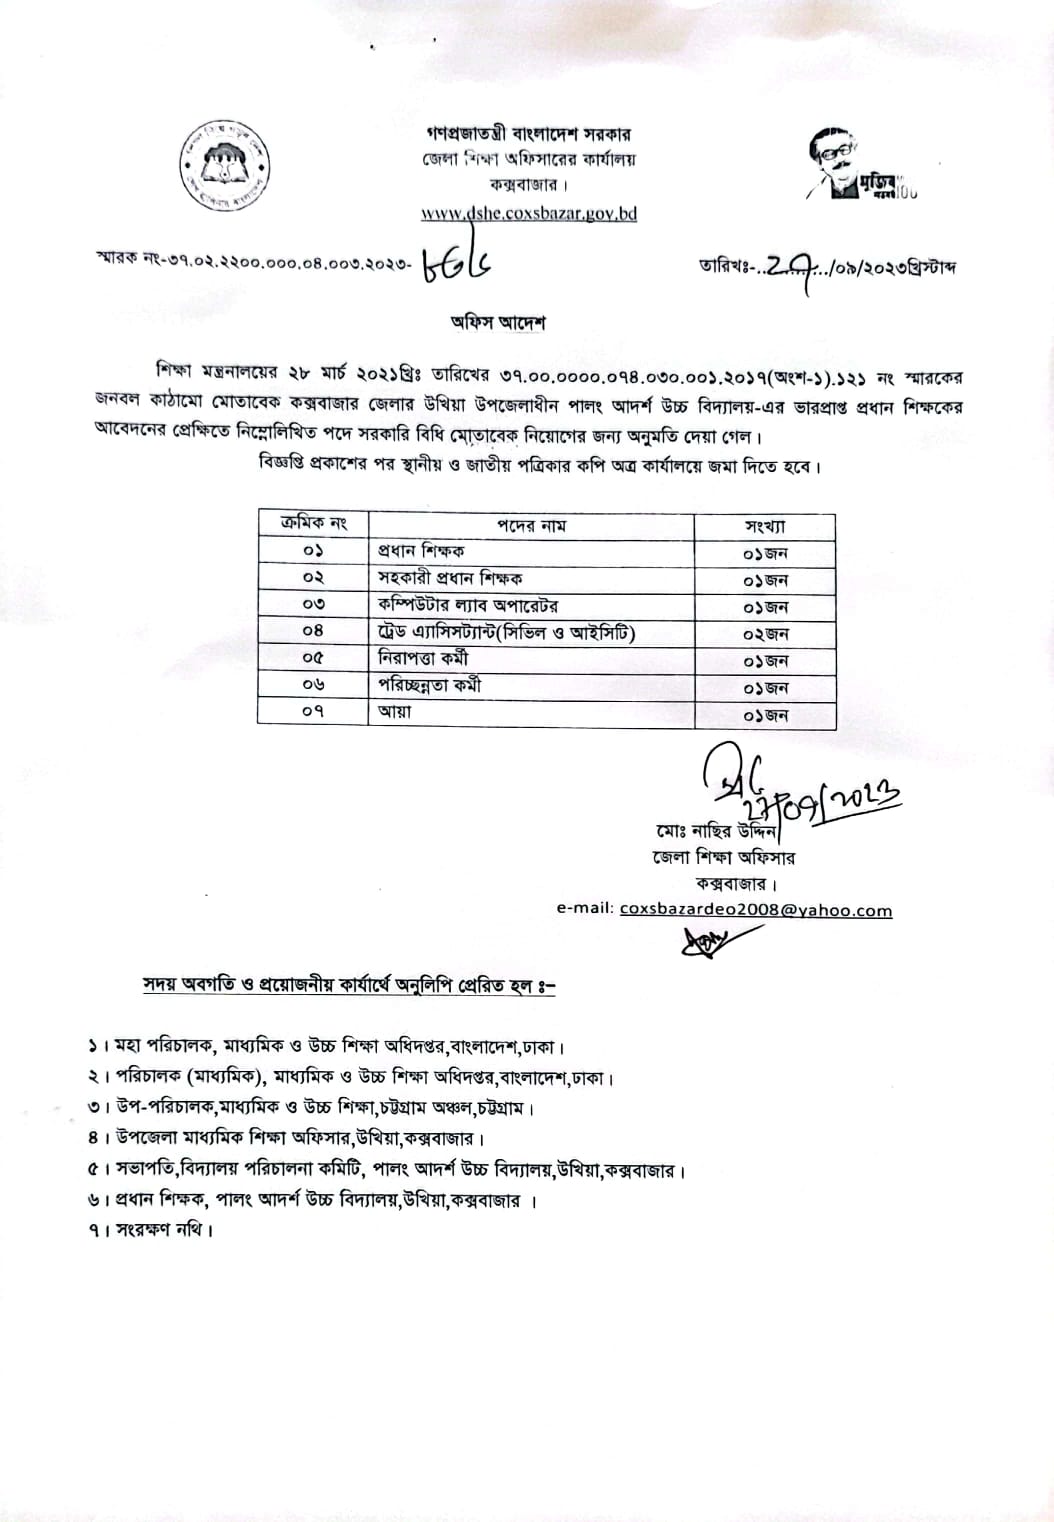 গণপ্রজাতন্ত্রী বাংলাদেশ সরকার
জেলা শিক্ষা অফিসারের কার্যালয়
কক্সবাজার।
www.dshe.coxsbazar.gov.bd
মুজিব
100
স্মারক নং-৩৭.০২.২২০০.০০০.০৪.০০৩.২০২৩-
তারিখঃ-..27../০৯/২০২৩খ্রিস্টাব্দ
অফিস আদেশ
শিক্ষা মন্ত্রনালয়ের ২৮ মার্চ ২০২১খ্রিঃ তারিখের ৩৭.০০.০০০০.০৭৪.০৩০.০০১.২০১৭(অংশ-১).১২১ নং স্মারকের
জনবল কাঠামো মোতাবেক কক্সবাজার জেলার উখিয়া উপজেলাধীন পালং আদর্শ উচ্চ বিদ্যালয়-এর ভারপ্রাপ্ত প্রধান শিক্ষকের
আবেদনের প্রেক্ষিতে নিম্নোলিখিত পদে সরকারি বিধি মোতাবেক নিয়োগের জন্য অনুমতি দেয়া গেল।
বিজ্ঞপ্তি প্রকাশের পর স্থানীয় ও জাতীয় পত্রিকার কপি অত্র কার্যালয়ে জমা দিতে হবে।
ক্রমিক নং পদের নাম সংখ্যা
০১ প্রধান শিক্ষক ০১জন
০২ সহকারী প্রধান শিক্ষক ০১জন
০৩ কম্পিউটার ল্যাব অপারেটর ০১জন
০৪ ট্রেড এ্যাসিসট্যান্ট(সিভিল ও আইসিটি) ০২জন
০৫ নিরাপত্তা কর্মী ০১জন
০৬ পরিচ্ছন্নতা কর্মী ০১জন
০৭ আয়া ০১জন
27/09/2023
মোঃ নাছির উদ্দিন
জেলা শিক্ষা অফিসার
কক্সবাজার।
e-mail: coxsbazardeo2008@yahoo.com
সদয় অবগতি ও প্রয়োজনীয় কার্যার্থে অনুলিপি প্রেরিত হল ঃ-
১। মহা পরিচালক, মাধ্যমিক ও উচ্চ শিক্ষা অধিদপ্তর,বাংলাদেশ,ঢাকা।
২। পরিচালক (মাধ্যমিক), মাধ্যমিক ও উচ্চ শিক্ষা অধিদপ্তর,বাংলাদেশ,ঢাকা।
৩। উপ-পরিচালক,মাধ্যমিক ও উচ্চ শিক্ষা,চট্টগ্রাম অঞ্চল,চট্টগ্রাম।
৪। উপজেলা মাধ্যমিক শিক্ষা অফিসার,উখিয়া,কক্সবাজার।
৫। সভাপতি,বিদ্যালয় পরিচালনা কমিটি, পালং আদর্শ উচ্চ বিদ্যালয়,উখিয়া,কক্সবাজার।
৬। প্রধান শিক্ষক, পালং আদর্শ উচ্চ বিদ্যালয়,উখিয়া,কক্সবাজার ।
৭। সংরক্ষণ নথি।